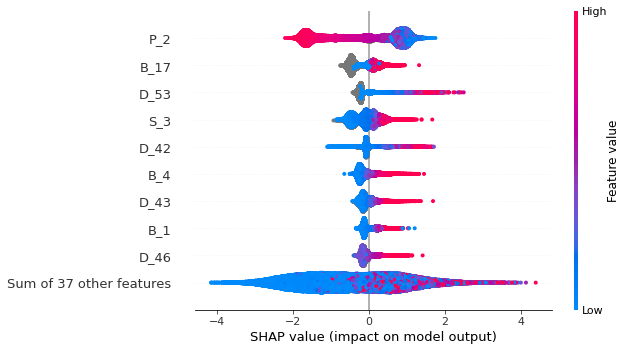 High
P_2
B_17
D_53
S_3
D_42
B_4
D_43
B_1
D_46
Sum of 37 other features
Feature value
Low
−4 −2 0 2 4
SHAP value (impact on model output)